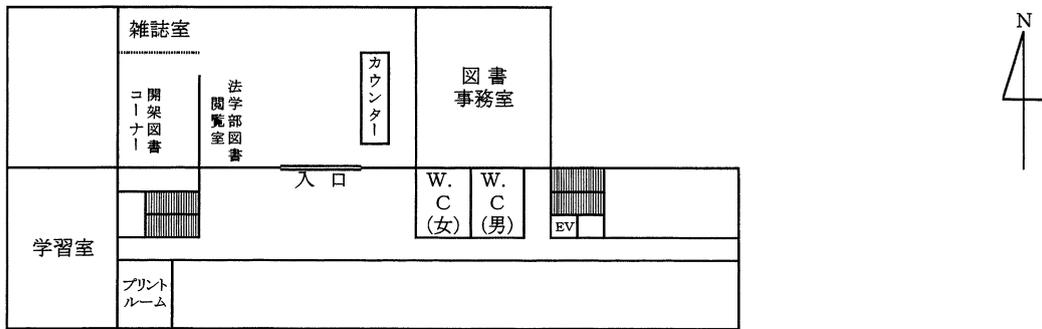 雑誌室
開架図書
コーナー
法学部図書
閲覧室
カウンター
図書
事務室
N
入口
W.
C
(女)
W.
C
(男)
EV
学習室
プリント
ルーム